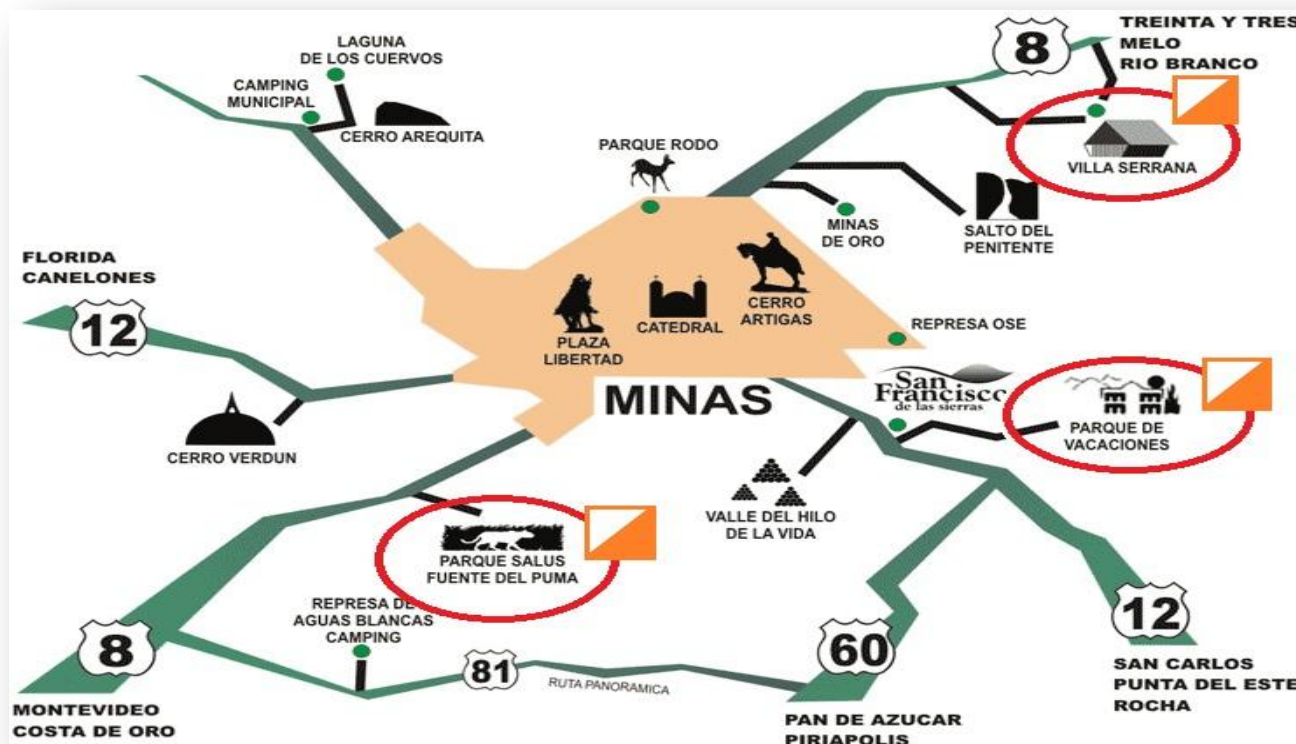 LAGUNA
DE LOS CUERVOS
CAMPING
MUNICIPAL
CERRO AREQUITA
PARQUE RODO
8
TREINTA Y TRES
MELO
RIO BRANCO
VILLA SERRANA
MINAS
DE ORO
SALTO DEL
PENITENTE
FLORIDA
CANELONES
12
PLAZA
LIBERTAD
CATEDRAL
CERRO
ARTIGAS
REPRESA OSE
MINAS
San
Francisco
de las sierras
PARQUE DE
VACACIONES
CERRO VERDUN
VALLE DEL HILO
DE LA VIDA
PARQUE SALUS
FUENTE DEL PUMA
REPRESA DE
AGUAS BLANCAS
CAMPING
8
81
RUTA PANORAMICA
60
12
MONTEVIDEO
COSTA DE ORO
PAN DE AZUCAR
PIRIAPOLIS
SAN CARLOS
PUNTA DEL ESTE
ROCHA